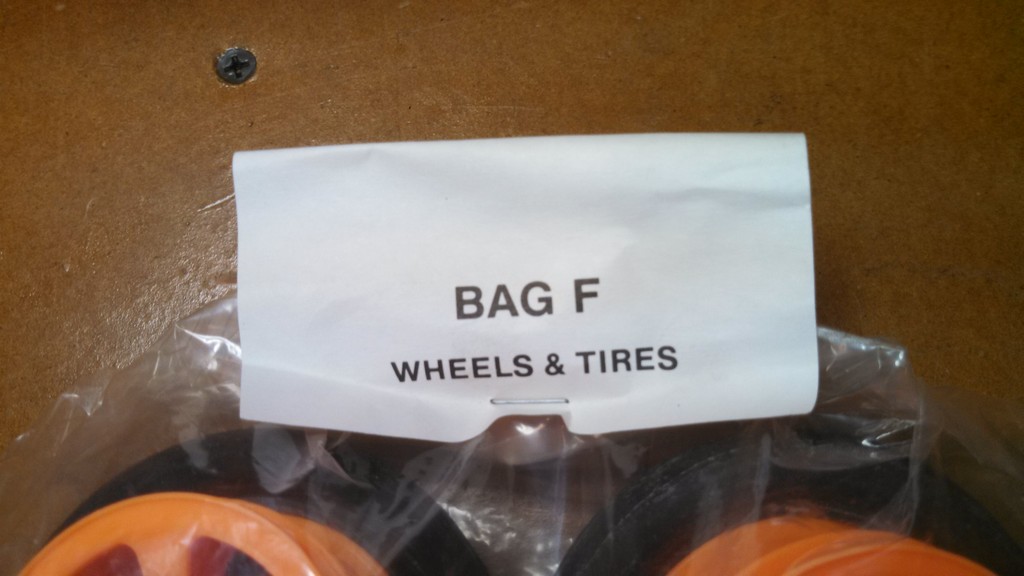 BAG F
WHEELS & TIRES